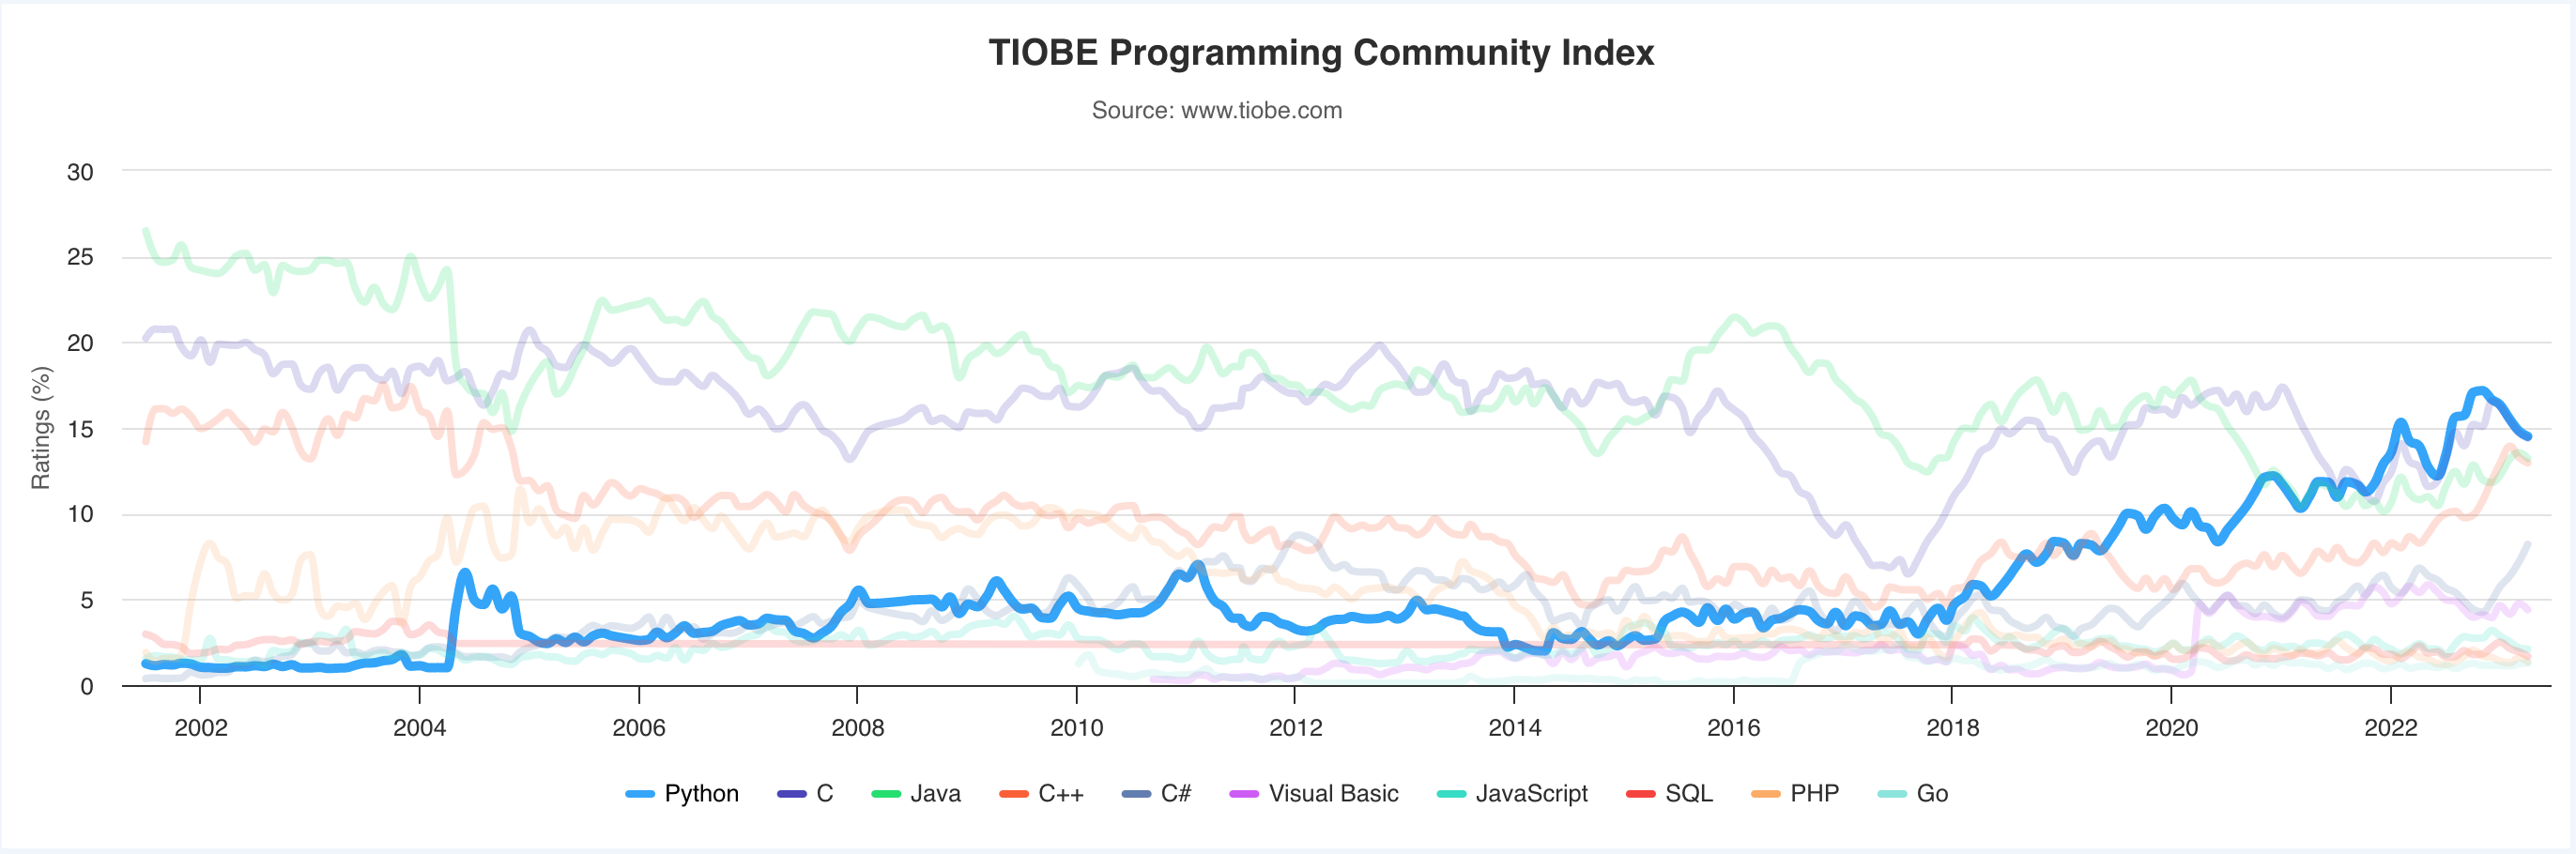 TIOBE Programming Community Index
Source: www.tiobe.com
Ratings (%)
30
25
20
15
10
5
0
2002 2004 2006 2008 2010 2012 2014 2016 2018 2020 2022
Python C Java C++ C# Visual Basic JavaScript SQL PHP Go